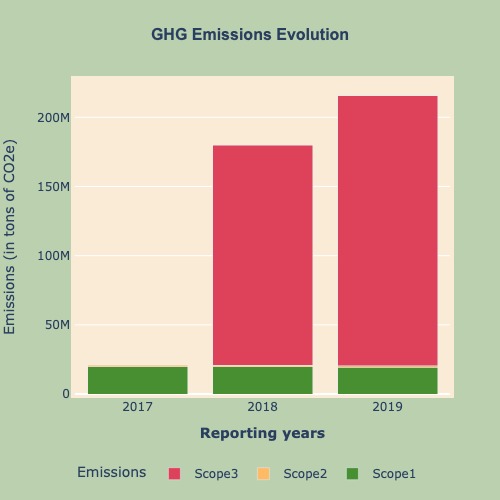 GHG Emissions Evolution
Emissions (in tons of CO2e)
200M
150M
100M
50M
0
2017 2018 2019
Reporting years
Emissions Scope3 Scope2 Scope1